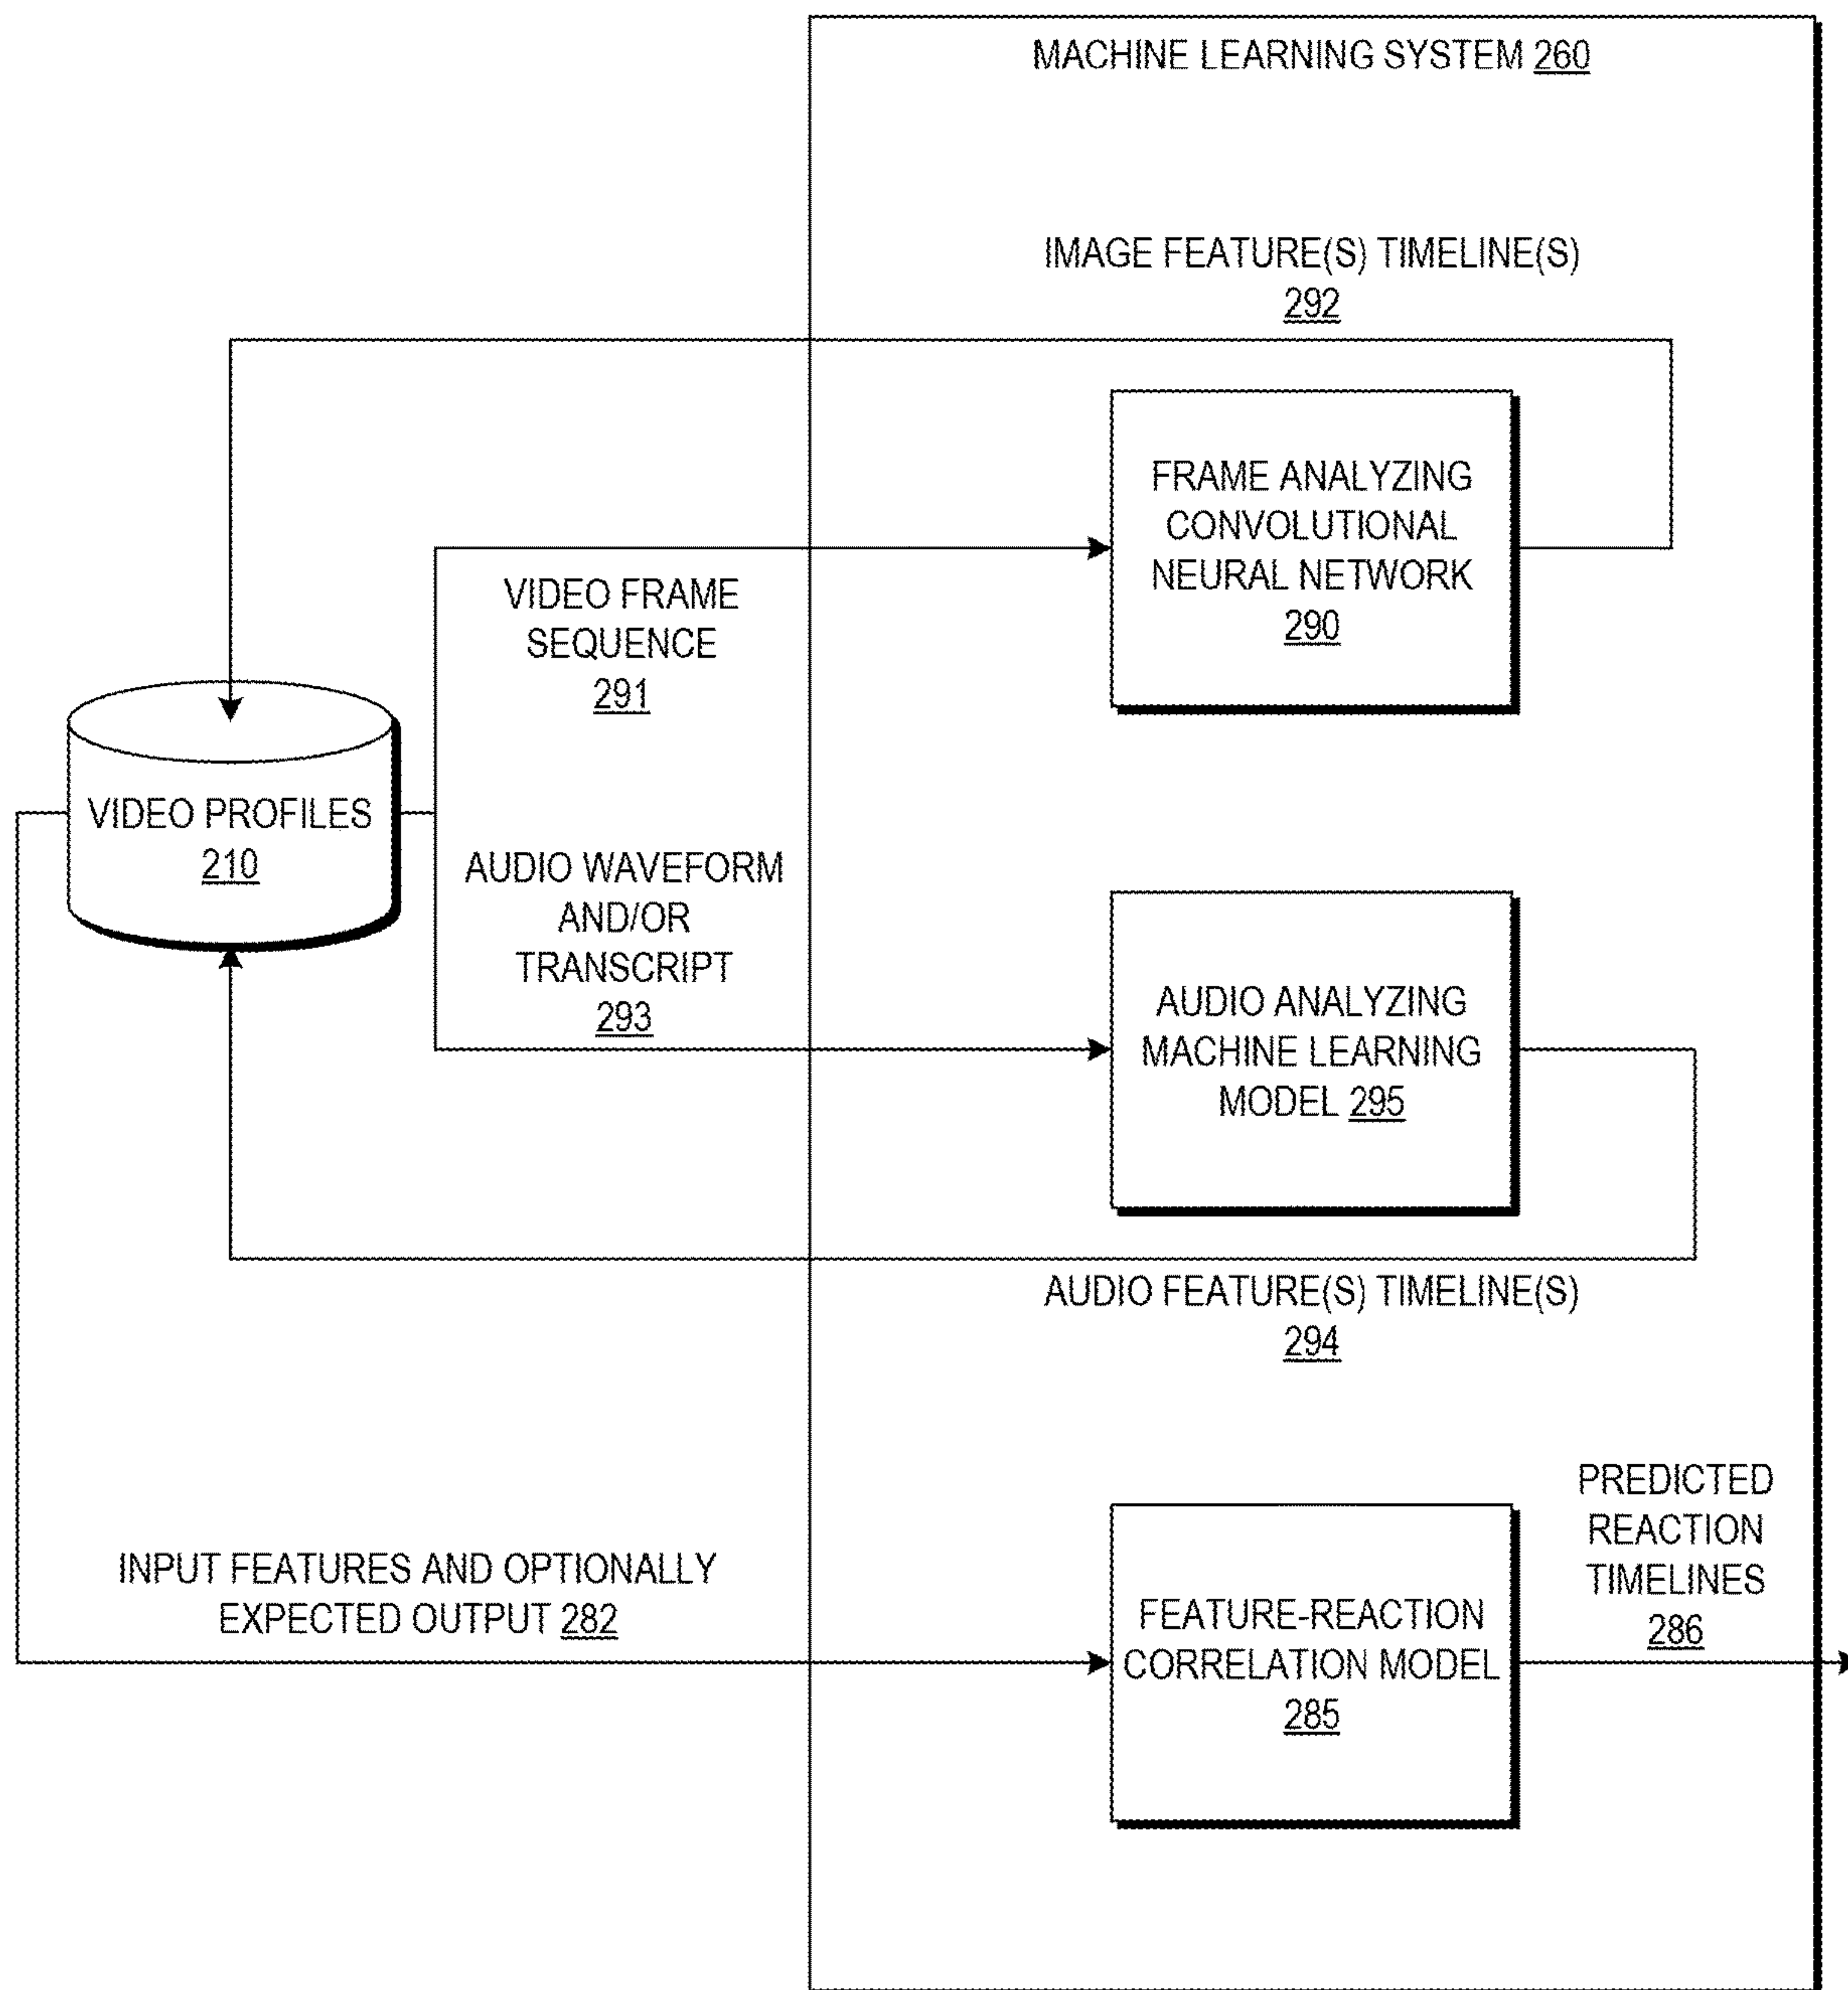 MACHINE LEARNING SYSTEM 260
IMAGE FEATURE(S) TIMELINE(S)
292
FRAME ANALYZING
CONVOLUTIONAL
NEURAL NETWORK
290
VIDEO FRAME
SEQUENCE
291
VIDEO PROFILES
210
AUDIO WAVEFORM
AND/OR
TRANSCRIPT
293
AUDIO ANALYZING
MACHINE LEARNING
MODEL 295
AUDIO FEATURE(S) TIMELINE(S)
294
INPUT FEATURES AND OPTIONALLY
EXPECTED OUTPUT 282
FEATURE-REACTION
CORRELATION MODEL
285
PREDICTED
REACTION
TIMELINES
286